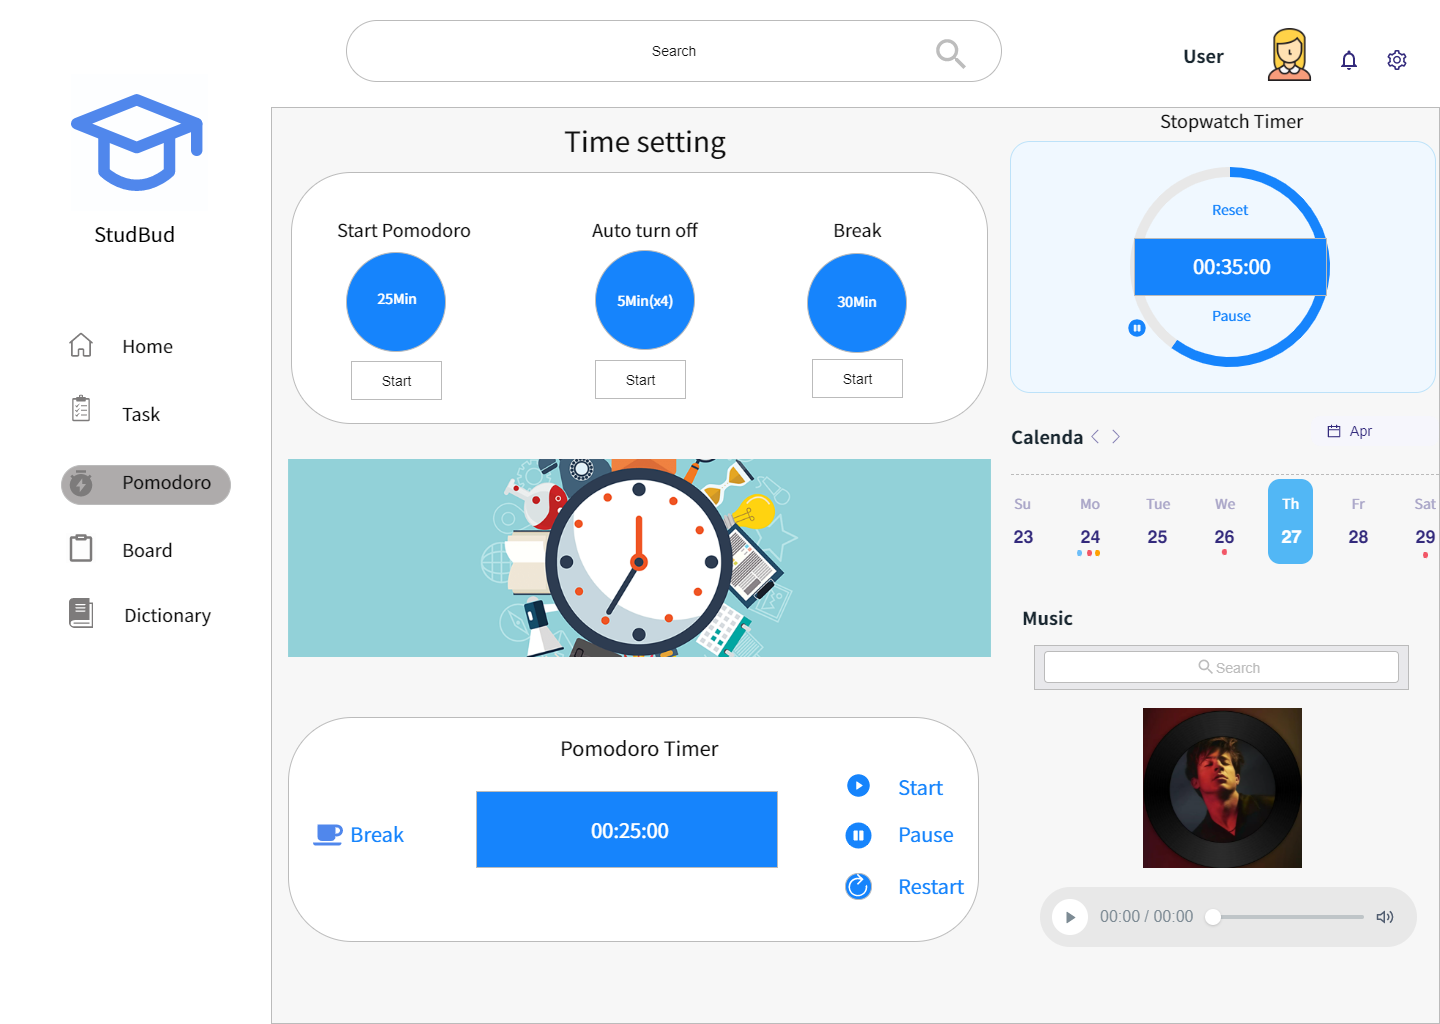 Search
User
StudBud
Home
Task
Pomodoro
Board
Dictionary
Time setting
Start Pomodoro
Auto turn off
Break
25Min
5Min(x4)
30Min
Start
Start
Start
Pomodoro Timer
Break
00:25:00
Start
Pause
Restart
Stopwatch Timer
Reset
00:35:00
Pause
Calenda
Apr
Su Mo Tue We Th Fr Sat
23 24 25 26 27 28 29
Music
Search
00:00 / 00:00